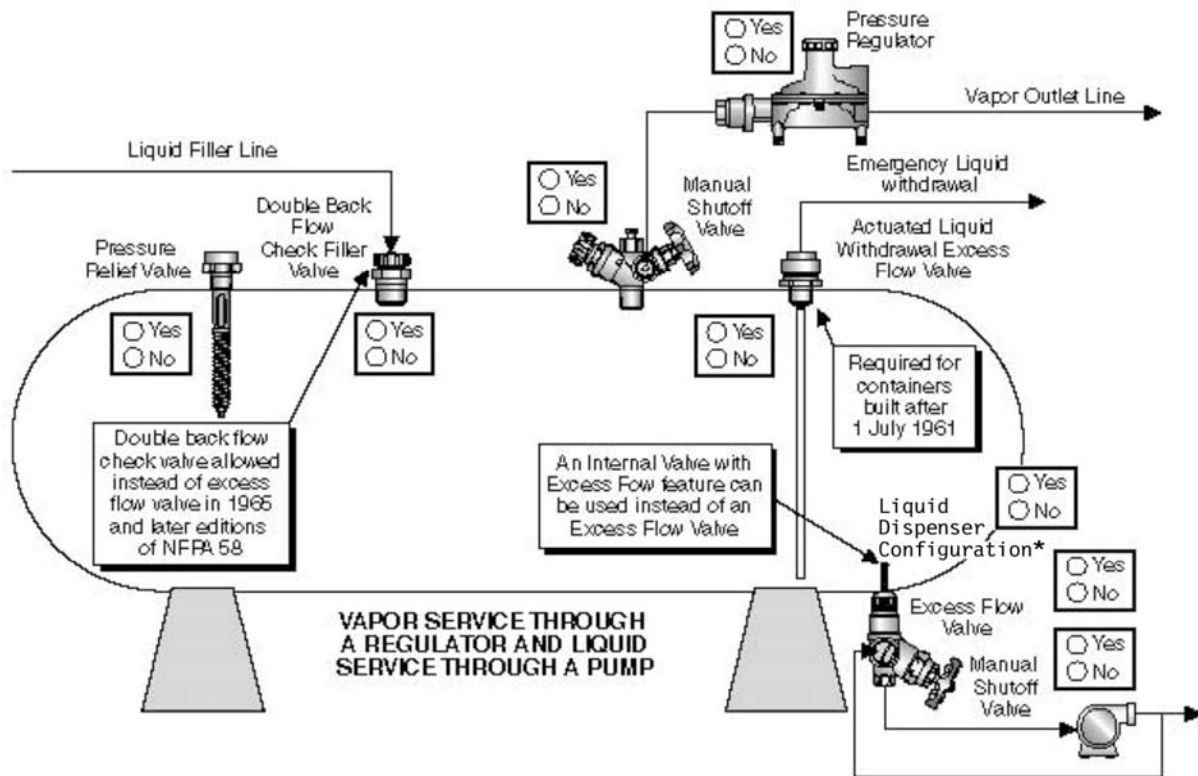 Yes
No
Pressure
Regulator
Vapor Outlet Line
Liquid Filler Line
Yes
No
Manual
Shutoff
Valve
Emergency Liquid
withdrawal
Double Back
Flow
Check Filler
Valve
Pressure
Relief Valve
Actuated Liquid
Withdrawal Excess
Flow Valve
Yes
No
Yes
No
Yes
No
Required for
containers
built after
1 July 1961
Double back flow
check valve allowed
instead of excess
flow valve in 1965
and later editions
of NFPA 58
An Internal Valve with
Excess Fow feature can
be used instead of an
Excess Flow Valve
Yes
No
Liquid
Dispenser
Configuration*
Yes
No
Excess Flow
Valve
Yes
No
Manual
Shutoff
Valve
VAPOR SERVICE THROUGH
A REGULATOR AND LIQUID
SERVICE THROUGH A PUMP